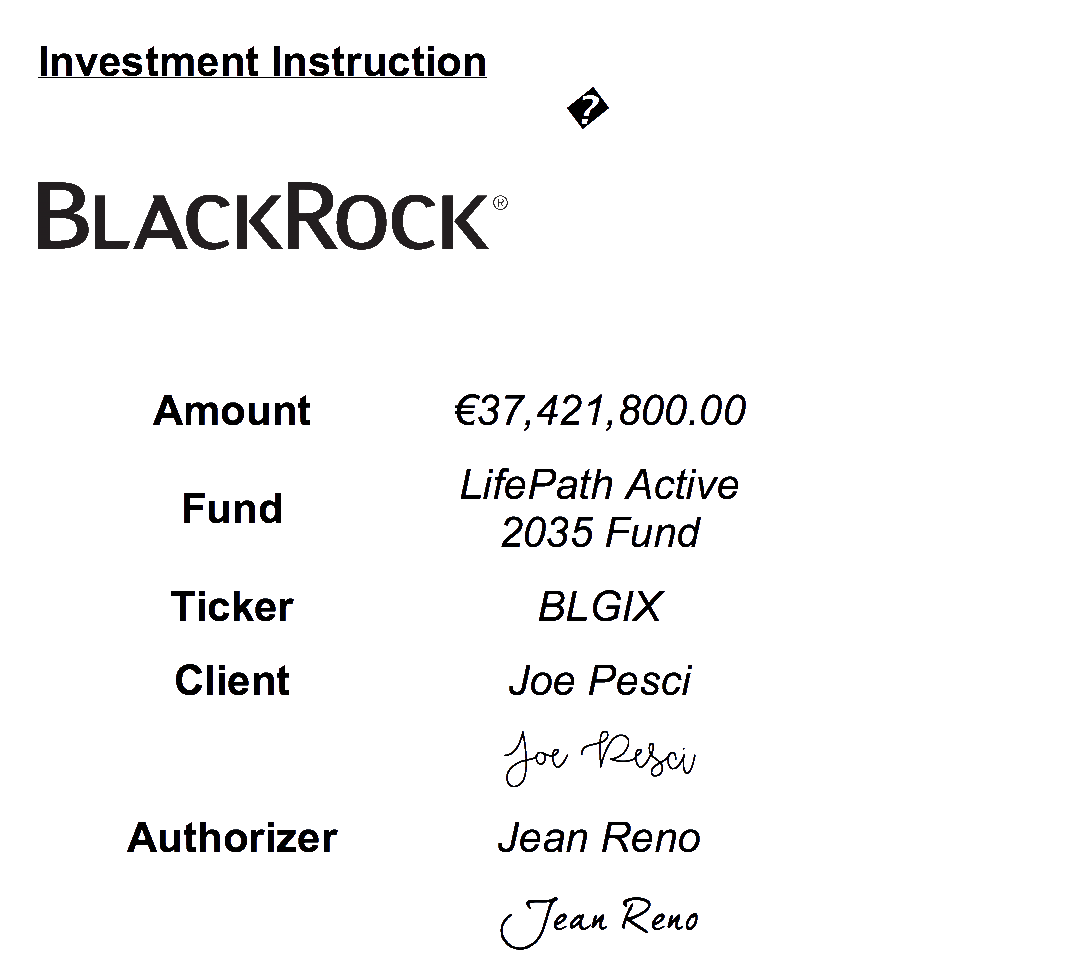 Investment Instruction
�
BLACKROCK®
Amount €37,421,800.00
Fund LifePath Active
2035 Fund
Ticker BLGIX
Client Joe Pesci
Joe Pesci
Authorizer Jean Reno
Jean Reno